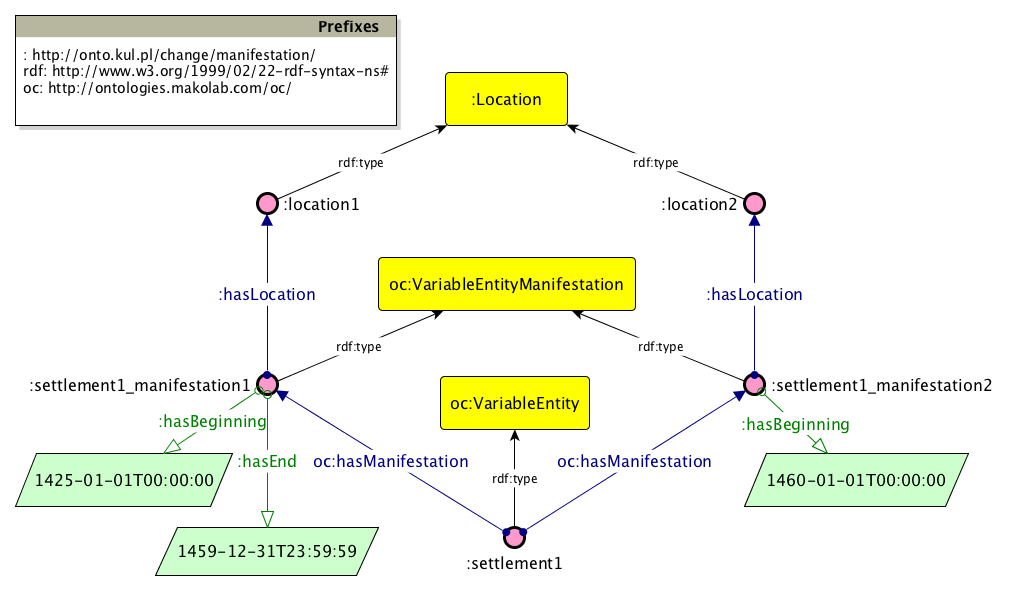 Prefixes
: http://onto.kul.pl/change/manifestation/
rdf: http://www.w3.org/1999/02/22-rdf-syntax-ns#
oc: http://ontologies.makolab.com/oc/
:Location
rdf:type
rdf:type
:location1
:location2
oc:VariableEntityManifestation
:hasLocation
:hasLocation
rdf:type
rdf:type
:settlement1_manifestation1
:settlement1_manifestation2
oc:VariableEntity
:hasBeginning
:hasBeginning
:hasEnd
oc:hasManifestation
oc:hasManifestation
rdf:type
1425-01-01T00:00:00
1460-01-01T00:00:00
1459-12-31T23:59:59
:settlement1